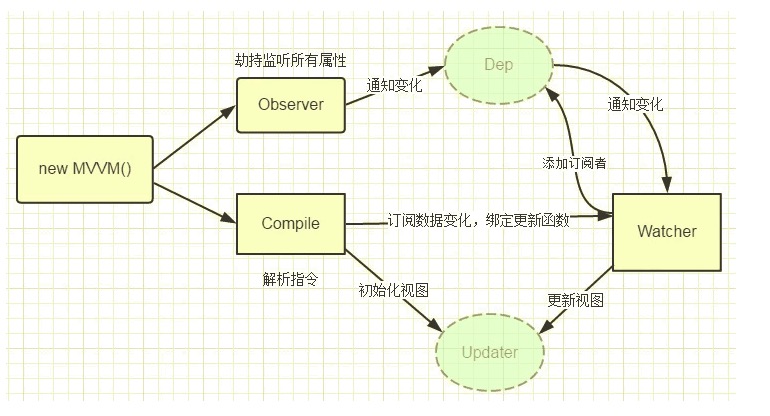 劫持监听所有属性
Observer
通知变化
Dep
通知变化
new MVVM()
添加订阅者
Compile
订阅数据变化，绑定更新函数
Watcher
解析指令
初始化视图
更新视图
Updater